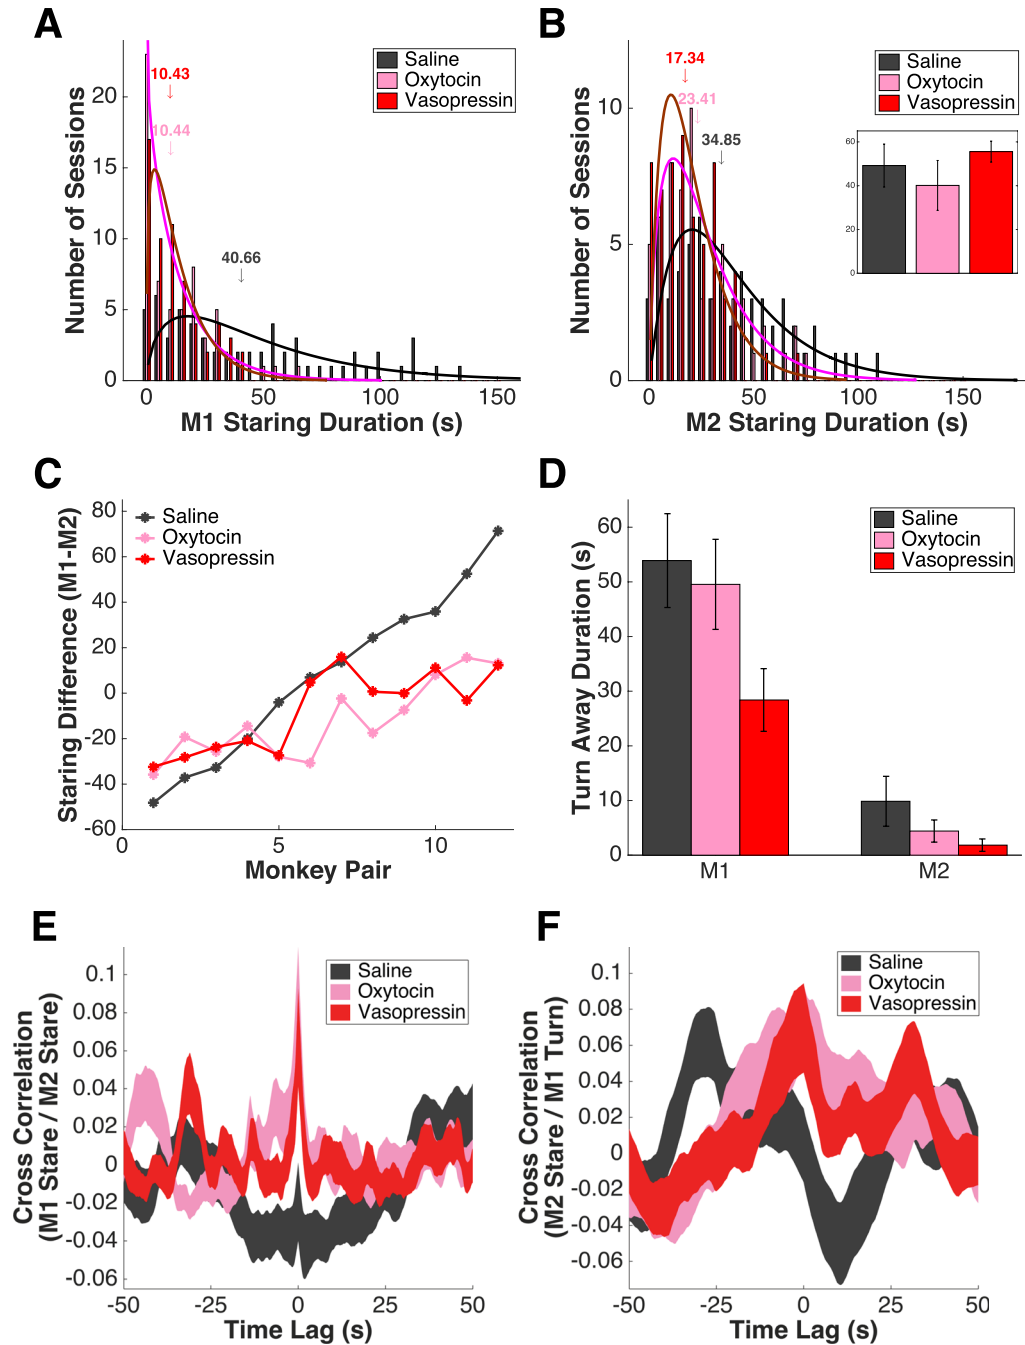 A
Number of Sessions
20
15
10
5
0
0
50
100
150
M1 Staring Duration (s)
10.43
10.44
40.66
Saline
Oxytocin
Vasopressin
B
Number of Sessions
10
5
0
0
50
100
150
M2 Staring Duration (s)
17.34
23.41
34.85
Saline
Oxytocin
Vasopressin
60
40
20
0
C
Staring Difference (M1-M2)
80
60
40
20
0
-20
-40
-60
0
5
10
Monkey Pair
Saline
Oxytocin
Vasopressin
D
Turn Away Duration (s)
60
50
40
30
20
10
0
M1
M2
Saline
Oxytocin
Vasopressin
E
Cross Correlation
(M1 Stare / M2 Stare)
0.1
0.08
0.06
0.04
0.02
0
-0.02
-0.04
-0.06
-50
-25
0
25
50
Time Lag (s)
Saline
Oxytocin
Vasopressin
F
Cross Correlation
(M2 Stare / M1 Turn)
0.1
0.08
0.06
0.04
0.02
0
-0.02
-0.04
-0.06
-50
-25
0
25
50
Time Lag (s)
Saline
Oxytocin
Vasopressin